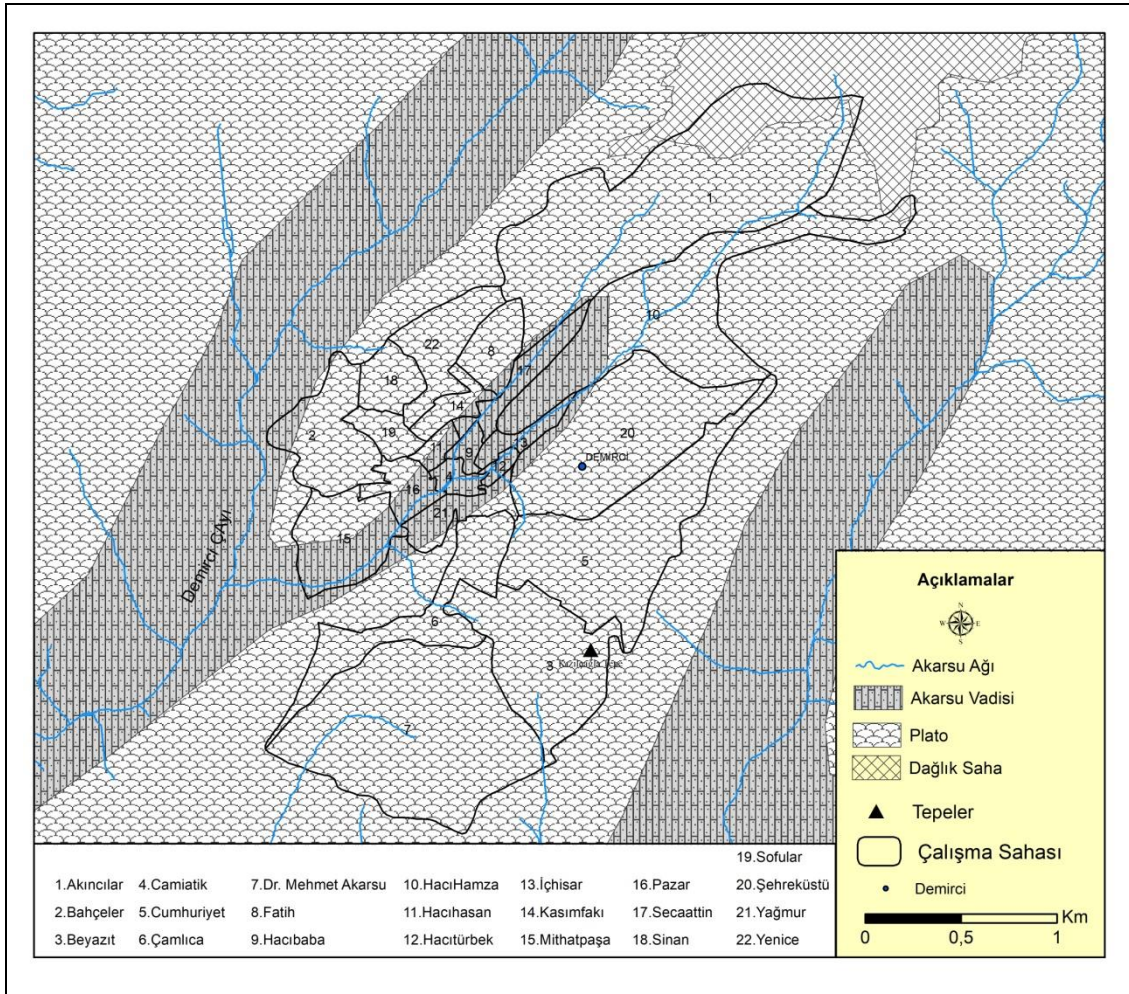 1
10
22
8
17
18
14
2
19
11
9
13
20
DEMİRCİ
12
4
16
21
15
5
Demirci ÇAyı
6
3
7
Açıklamalar
N
W E
S
Akarsu Ağı
Akarsu Vadisi
Plato
Dağlık Saha
Tepeler
Çalışma Sahası
Demirci
Km
0 0,5 1
19.Sofular
1.Akıncılar 4.Camiatik 7.Dr. Mehmet Akarsu 10.HacıHamza 13.İçhisar 16.Pazar 20.Şehreküstü
2.Bahçeler 5.Cumhuriyet 8.Fatih 11.Hacıhasan 14.Kasımfakı 17.Secaattin 21.Yağmur
3.Beyazıt 6.Çamlıca 9.Hacıbaba 12.Hacıtürbek 15.Mithatpaşa 18.Sinan 22.Yenice